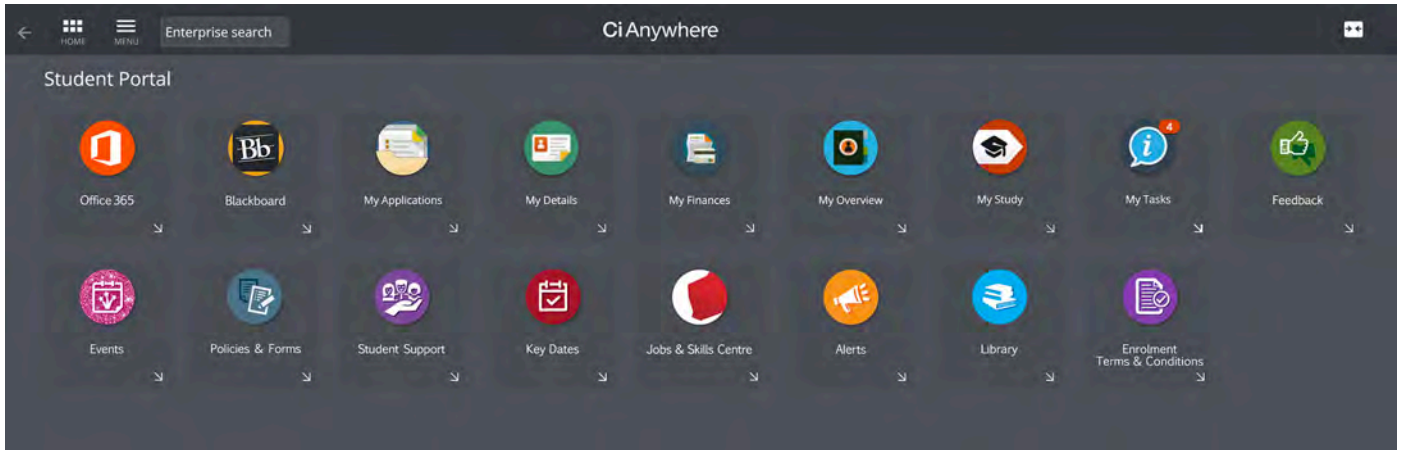 HOME
MENU
Enterprise search
Ci Anywhere
Student Portal
Bb
4
i
Office 365
Blackboard
My Applications
My Details
My Finances
My Overview
My Study
My Tasks
Feedback
Events
Policies & Forms
Student Support
Key Dates
Jobs & Skills Centre
Alerts
Library
Enrolment
Terms & Conditions